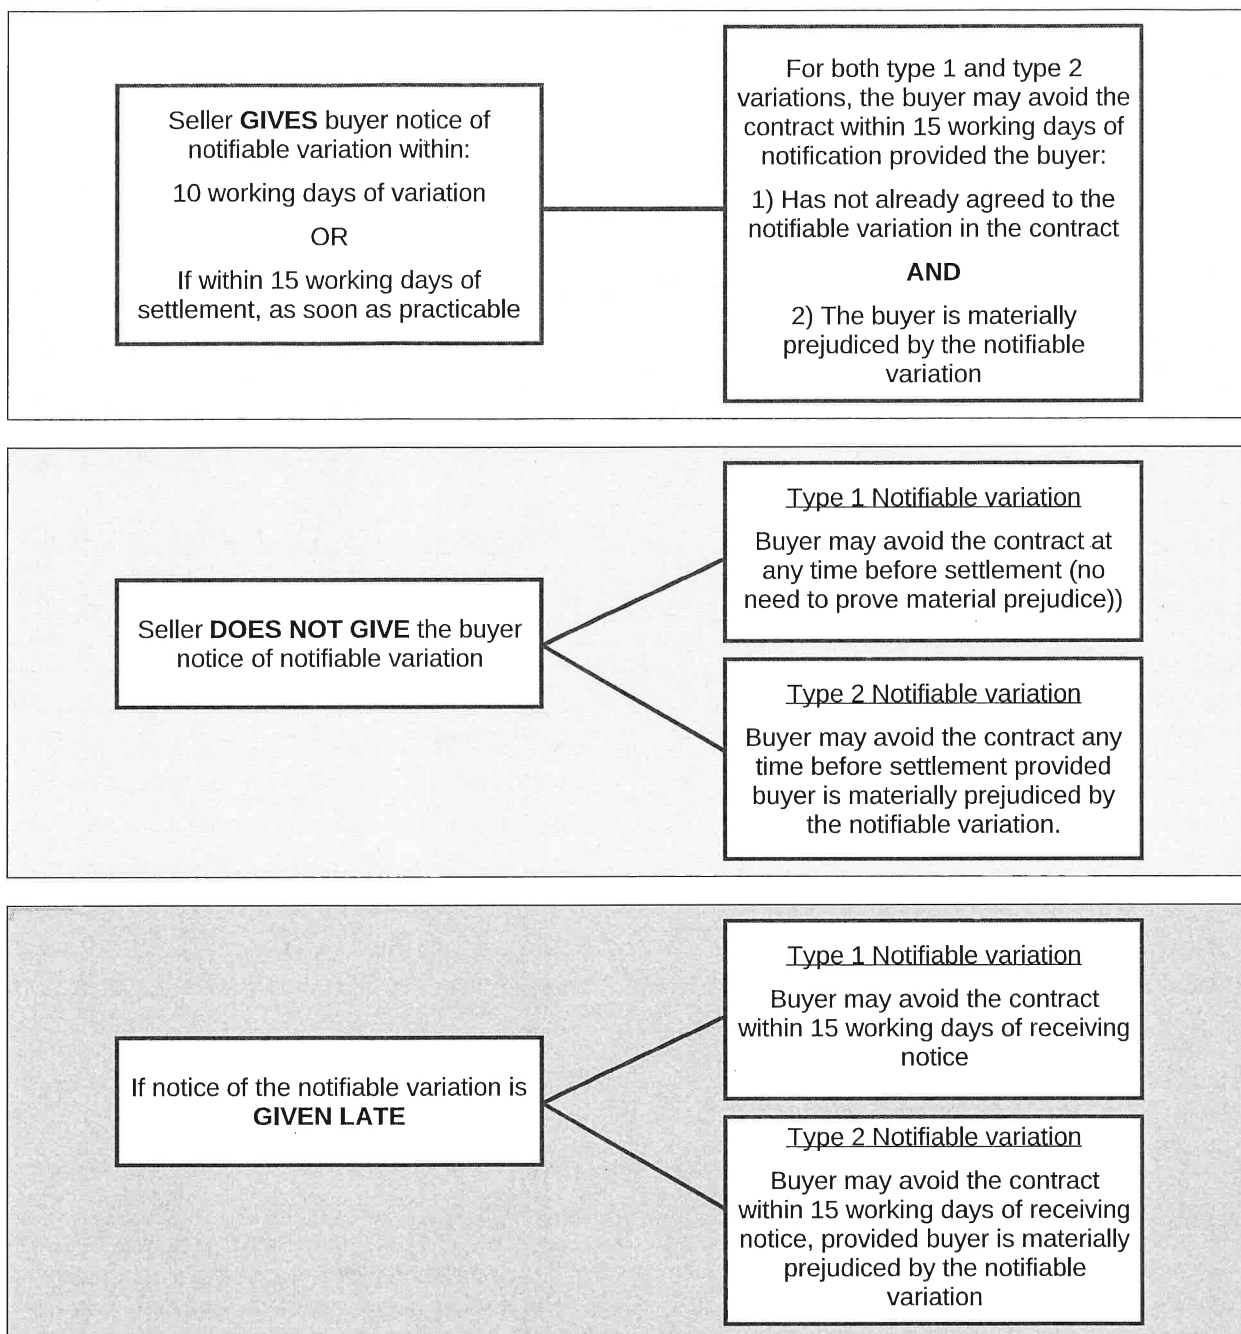 Seller GIVES buyer notice of
notifiable variation within:
10 working days of variation
OR
If within 15 working days of
settlement, as soon as practicable
For both type 1 and type 2
variations, the buyer may avoid the
contract within 15 working days of
notification provided the buyer:
1) Has not already agreed to the
notifiable variation in the contract
AND
2) The buyer is materially
prejudiced by the notifiable
variation
Seller DOES NOT GIVE the buyer
notice of notifiable variation
Type 1 Notifiable variation
Buyer may avoid the contract at
any time before settlement (no
need to prove material prejudice))
Type 2 Notifiable variation
Buyer may avoid the contract any
time before settlement provided
buyer is materially prejudiced by
the notifiable variation.
If notice of the notifiable variation is
GIVEN LATE
Type 1 Notifiable variation
Buyer may avoid the contract
within 15 working days of receiving
notice
Type 2 Notifiable variation
Buyer may avoid the contract
within 15 working days of receiving
notice, provided buyer is materially
prejudiced by the notifiable
variation